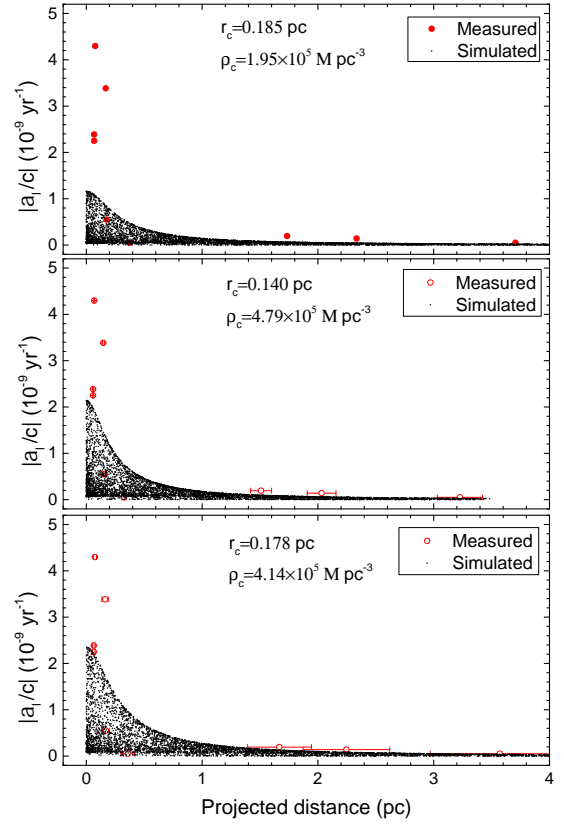 r_c=0.185 pc
ρ_c=1.95×10^5 M pc^-3
Measured
Simulated
|a_l/c| (10^-9 yr^-1)
5
4
3
2
1
0
r_c=0.140 pc
ρ_c=4.79×10^5 M pc^-3
Measured
Simulated
|a_l/c| (10^-9 yr^-1)
5
4
3
2
1
0
r_c=0.178 pc
ρ_c=4.14×10^5 M pc^-3
Measured
Simulated
|a_l/c| (10^-9 yr^-1)
5
4
3
2
1
0
0 1 2 3 4
Projected distance (pc)